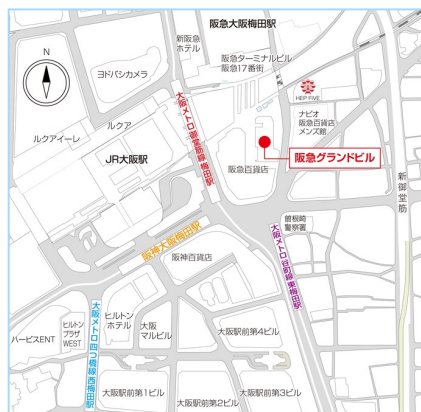 阪急大阪梅田駅
N
新阪急
ホテル
阪急ターミナルビル
阪急17番街
ヨドバシカメラ
HEP FIVE
ルクアイーレ
ルクア
ナビオ
阪急百貨店
メンズ館
大阪メトロ御堂筋線梅田駅
JR大阪駅
阪急グランドビル
阪急百貨店
新御堂筋
阪神大阪梅田駅
曽根崎
警察署
阪神百貨店
大阪メトロ谷町線東梅田駅
大阪メトロ四つ橋線西梅田駅
ヒルトン
ホテル
大阪
マルビル
大阪駅前第4ビル
ハービスENT
ヒルトン
プラザ
WEST
大阪駅前第1ビル
大阪駅前第2ビル
大阪駅前第3ビル